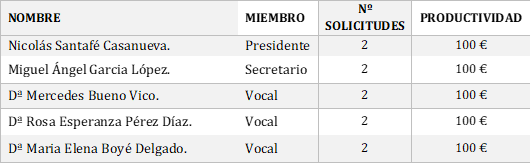 NOMBRE MIEMBRO Nº SOLICITUDES PRODUCTIVIDAD
Nicolás Santafé Casanueva. Presidente 2 100 €
Miguel Ángel Garcia López. Secretario 2 100 €
Dª Mercedes Bueno Vico. Vocal 2 100 €
Dª Rosa Esperanza Pérez Díaz. Vocal 2 100 €
Dª Maria Elena Boyé Delgado. Vocal 2 100 €